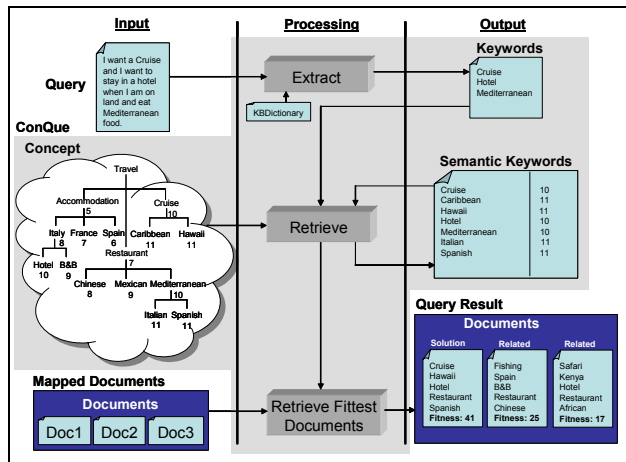 Input
Processing
Output
Query
I want a Cruise
and I want to
stay in a hotel
when I am on
land and eat
Mediterranean
food.
Extract
KBDictionary
Keywords
Cruise
Hotel
Mediterranean
ConQue
Concept
Travel
Accommodation
5
Cruise
10
Italy
8
France
7
Spain
6
Caribbean
11
Hawaii
11
Hotel
10
B&B
9
Restaurant
7
Chinese
8
Mexican
9
Mediterranean
10
Italian
11
Spanish
11
Retrieve
Semantic Keywords
Cruise 10
Caribbean 11
Hawaii 11
Hotel 10
Mediterranean 10
Italian 11
Spanish 11
Mapped Documents
Documents
Doc1
Doc2
Doc3
Retrieve Fittest
Documents
Query Result
Documents
Solution
Cruise
Hawaii
Hotel
Restaurant
Spanish
Fitness: 41
Related
Fishing
Spain
B&B
Restaurant
Chinese
Fitness: 25
Related
Safari
Kenya
Hotel
Restaurant
African
Fitness: 17